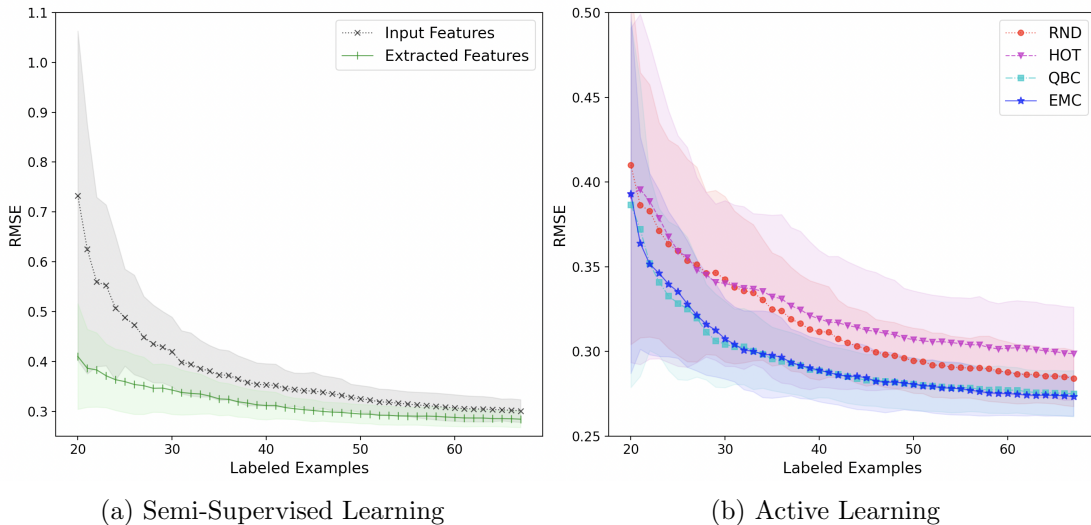 1.1
1.0
0.9
0.8
0.7
0.6
0.5
0.4
0.3
RMSE
Input Features
Extracted Features
20 30 40 50 60
Labeled Examples
(a) Semi-Supervised Learning
0.50
0.45
0.40
0.35
0.30
0.25
RMSE
RND
HOT
QBC
EMC
20 30 40 50 60
Labeled Examples
(b) Active Learning